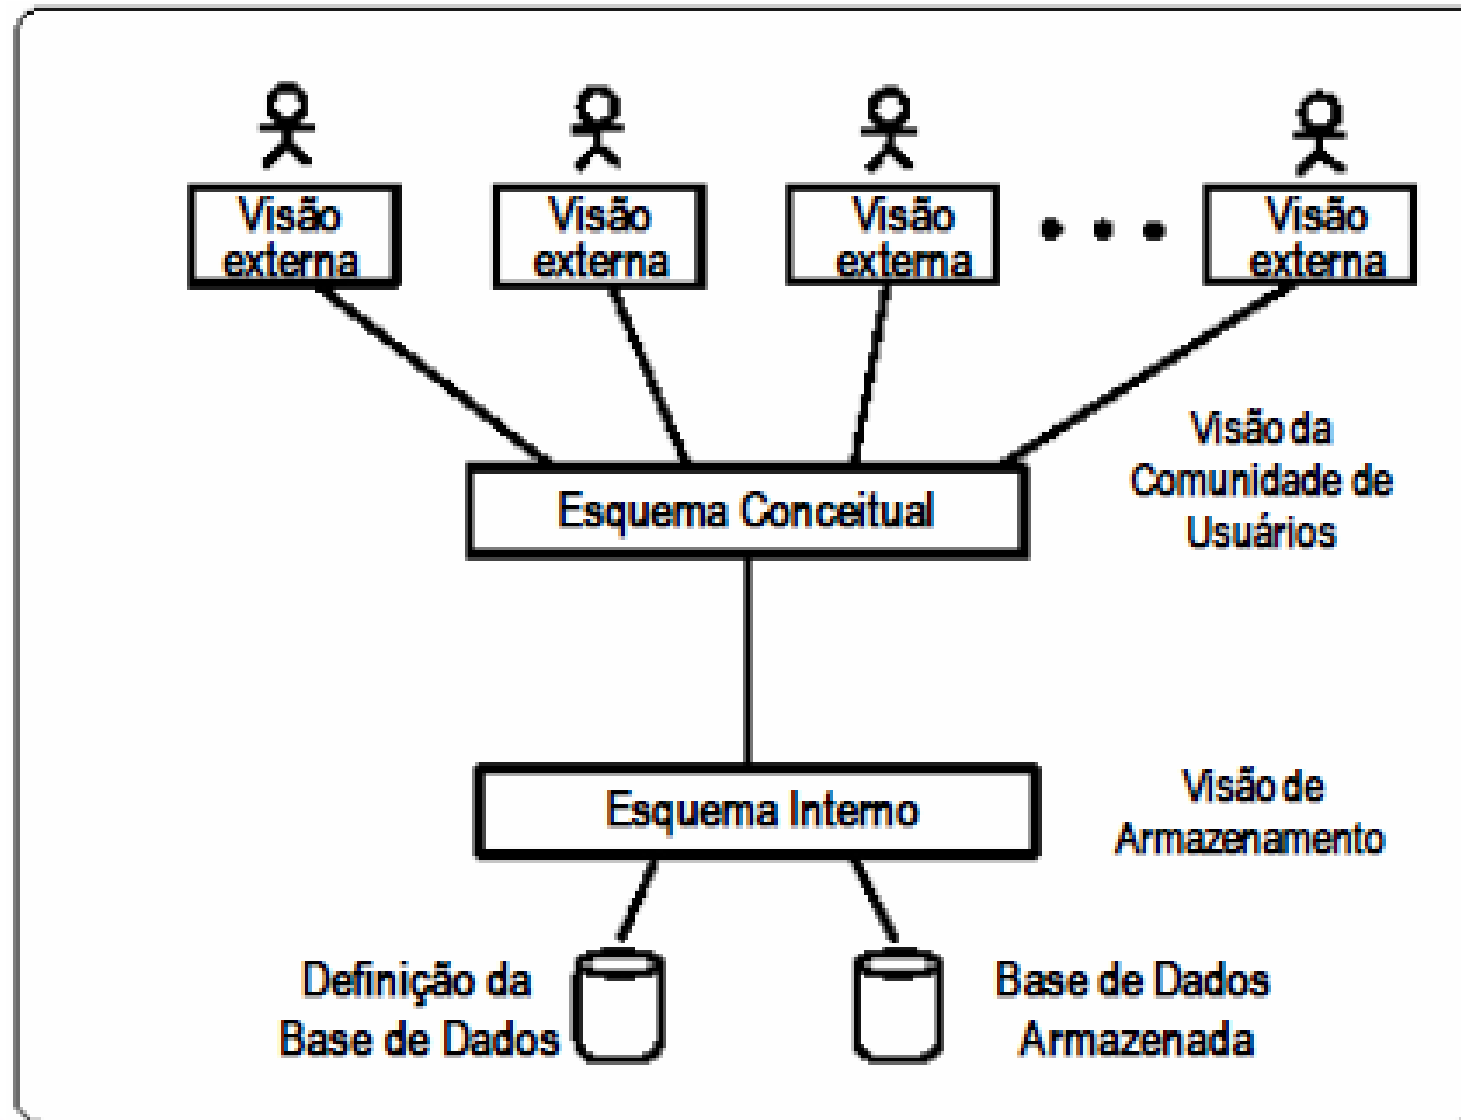 Visão
externa
Visão
externa
Visão
externa
Visão
externa
Visão da
Comunidade de
Usuários
Esquema Conceitual
Esquema Interno
Visão de
Armazenamento
Definição da
Base de Dados
Base de Dados
Armazenada